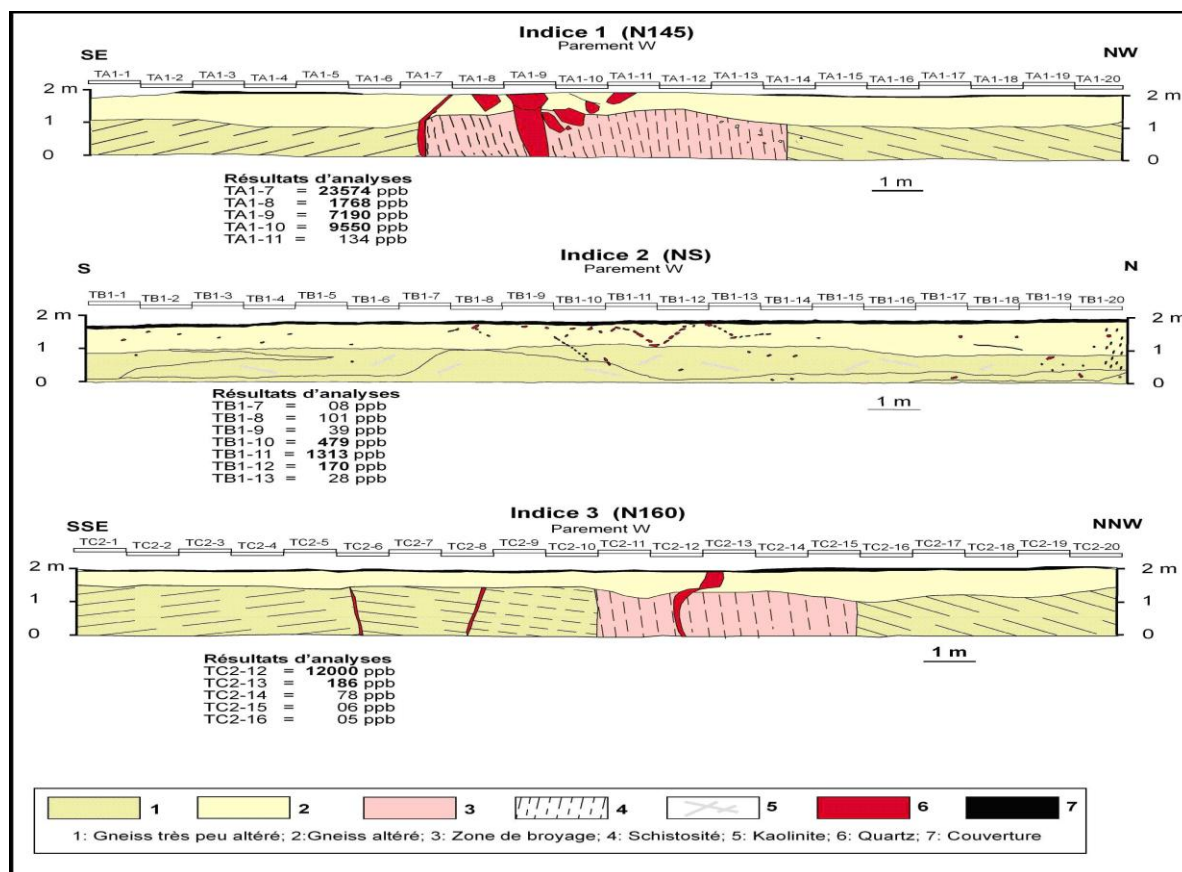 Indice 1 (N145)
Parement W
SE
NW
TA1-1 TA1-2 TA1-3 TA1-4 TA1-5 TA1-6 TA1-7 TA1-8 TA1-9 TA1-10 TA1-11 TA1-12 TA1-13 TA1-14 TA1-15 TA1-16 TA1-17 TA1-18 TA1-19 TA1-20
2 m
1
0
2 m
1
0
Résultats d'analyses
TA1-7 = 23574 ppb
TA1-8 = 1768 ppb
TA1-9 = 7190 ppb
TA1-10 = 9550 ppb
TA1-11 = 134 ppb
1 m
Indice 2 (NS)
Parement W
S
N
TB1-1 TB1-2 TB1-3 TB1-4 TB1-5 TB1-6 TB1-7 TB1-8 TB1-9 TB1-10 TB1-11 TB1-12 TB1-13 TB1-14 TB1-15 TB1-16 TB1-17 TB1-18 TB1-19 TB1-20
2 m
1
0
2 m
1
0
Résultats d'analyses
TB1-7 = 08 ppb
TB1-8 = 101 ppb
TB1-9 = 39 ppb
TB1-10 = 479 ppb
TB1-11 = 1313 ppb
TB1-12 = 170 ppb
TB1-13 = 28 ppb
1 m
Indice 3 (N160)
Parement W
SSE
NNW
TC2-1 TC2-2 TC2-3 TC2-4 TC2-5 TC2-6 TC2-7 TC2-8 TC2-9 TC2-10 TC2-11 TC2-12 TC2-13 TC2-14 TC2-15 TC2-16 TC2-17 TC2-18 TC2-19 TC2-20
2 m
1
0
2 m
1
0
Résultats d'analyses
TC2-12 = 12000 ppb
TC2-13 = 186 ppb
TC2-14 = 78 ppb
TC2-15 = 06 ppb
TC2-16 = 05 ppb
1 m
1 2 3 4 5 6 7
1: Gneiss très peu altéré; 2:Gneiss altéré; 3: Zone de broyage; 4: Schistosité; 5: Kaolinite; 6: Quartz; 7: Couverture